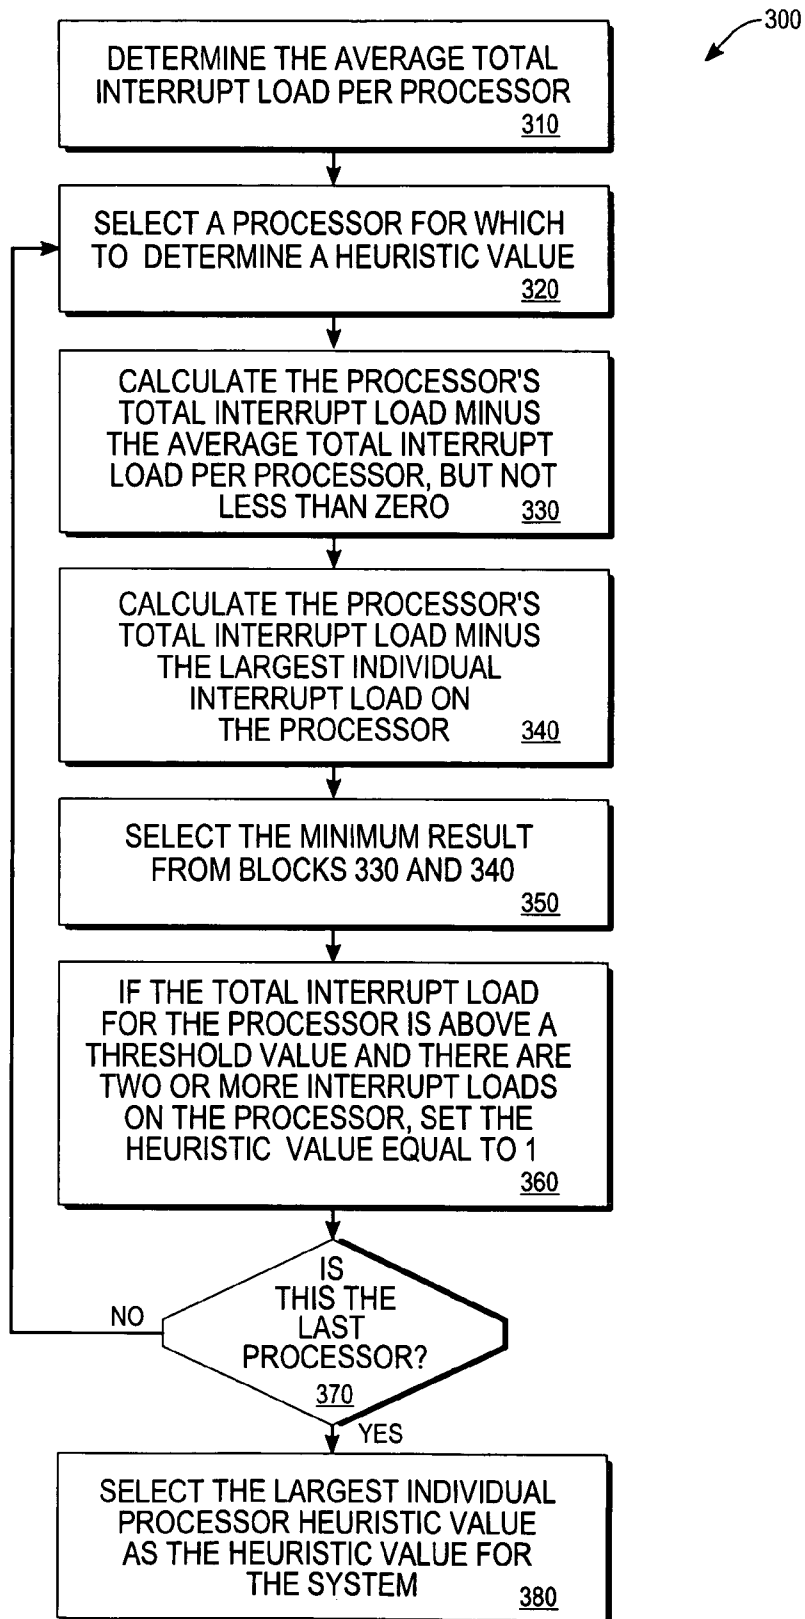 300
DETERMINE THE AVERAGE TOTAL
INTERRUPT LOAD PER PROCESSOR
310
SELECT A PROCESSOR FOR WHICH
TO DETERMINE A HEURISTIC VALUE
320
CALCULATE THE PROCESSOR'S
TOTAL INTERRUPT LOAD MINUS
THE AVERAGE TOTAL INTERRUPT
LOAD PER PROCESSOR, BUT NOT
LESS THAN ZERO 330
CALCULATE THE PROCESSOR'S
TOTAL INTERRUPT LOAD MINUS
THE LARGEST INDIVIDUAL
INTERRUPT LOAD ON
THE PROCESSOR 340
SELECT THE MINIMUM RESULT
FROM BLOCKS 330 AND 340
350
IF THE TOTAL INTERRUPT LOAD
FOR THE PROCESSOR IS ABOVE A
THRESHOLD VALUE AND THERE ARE
TWO OR MORE INTERRUPT LOADS
ON THE PROCESSOR, SET THE
HEURISTIC VALUE EQUAL TO 1
360
IS
THIS THE
LAST
PROCESSOR?
370
NO
YES
SELECT THE LARGEST INDIVIDUAL
PROCESSOR HEURISTIC VALUE
AS THE HEURISTIC VALUE FOR
THE SYSTEM 380